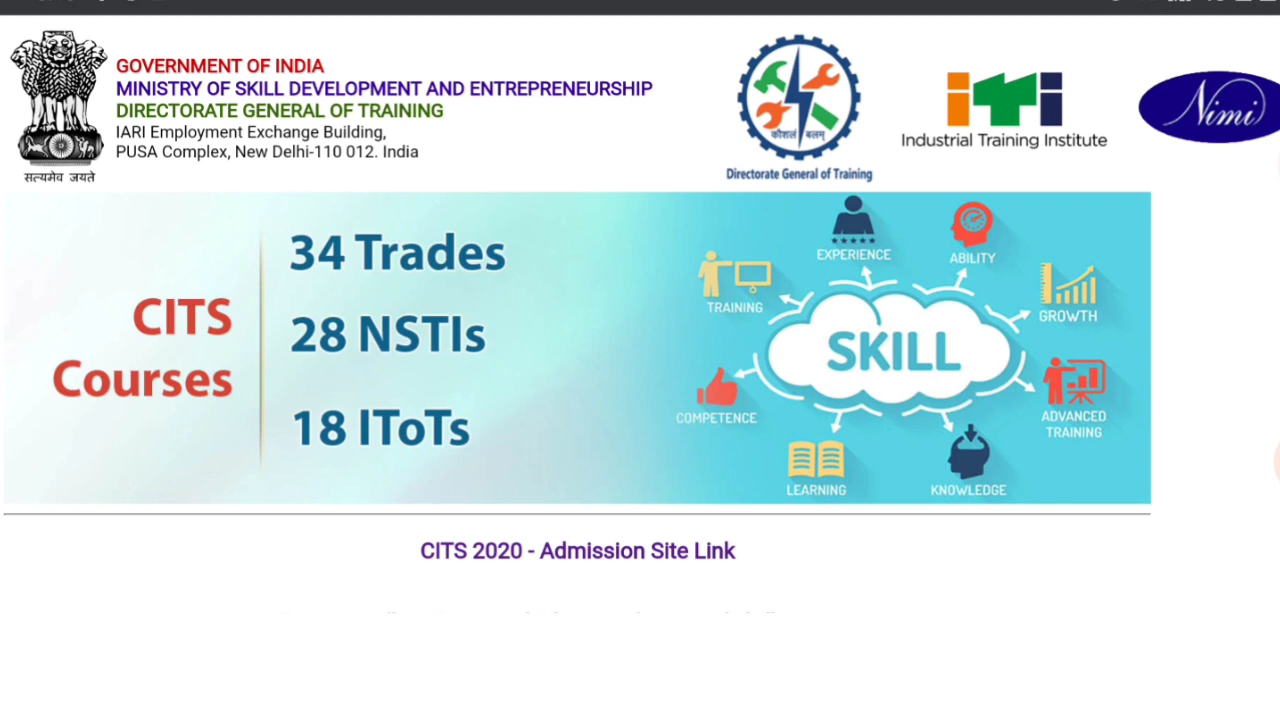 GOVERNMENT OF INDIA
MINISTRY OF SKILL DEVELOPMENT AND ENTREPRENEURSHIP
DIRECTORATE GENERAL OF TRAINING
IARI Employment Exchange Building,
PUSA Complex, New Delhi-110 012. India
सत्यमेव जयते
कौशलं बलम्
Directorate General of Training
iTi
Industrial Training Institute
Nimi
CITS
Courses
34 Trades
28 NSTIs
18 IToTs
EXPERIENCE
ABILITY
TRAINING
GROWTH
SKILL
COMPETENCE
ADVANCED
TRAINING
LEARNING
KNOWLEDGE
CITS 2020 - Admission Site Link